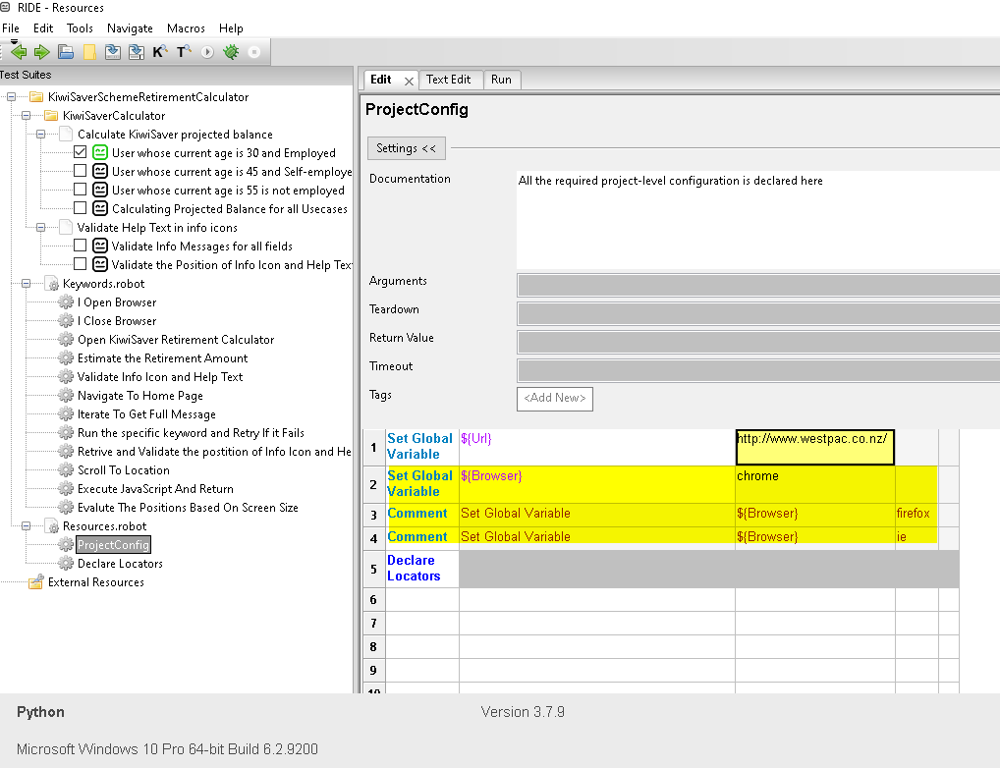 RIDE - Resources
File Edit Tools Navigate Macros Help
Test Suites
KiwiSaverSchemeRetirementCalculator
KiwiSaverCalculator
Calculate KiwiSaver projected balance
User whose current age is 30 and Employed
User whose current age is 45 and Self-employe
User whose current age is 55 is not employed
Calculating Projected Balance for all Usecases
Validate Help Text in info icons
Validate Info Messages for all fields
Validate the Position of Info Icon and Help Tex
Keywords.robot
I Open Browser
I Close Browser
Open KiwiSaver Retirement Calculator
Estimate the Retirement Amount
Validate Info Icon and Help Text
Navigate To Home Page
Iterate To Get Full Message
Run the specific keyword and Retry If it Fails
Retrive and Validate the postition of Info Icon and He
Scroll To Location
Execute JavaScript And Return
Evalute The Positions Based On Screen Size
Resources.robot
ProjectConfig
Declare Locators
External Resources
Edit Text Edit Run
ProjectConfig
Settings <<
Documentation All the required project-level configuration is declared here
Arguments
Teardown
Return Value
Timeout
Tags <Add New>
1 Set Global Variable ${Url} http://www.westpac.co.nz/
2 Set Global Variable ${Browser} chrome
3 Comment Set Global Variable ${Browser} firefox
4 Comment Set Global Variable ${Browser} ie
5 Declare Locators
6
7
8
9
10
Python Version 3.7.9
Microsoft Windows 10 Pro 64-bit Build 6.2.9200